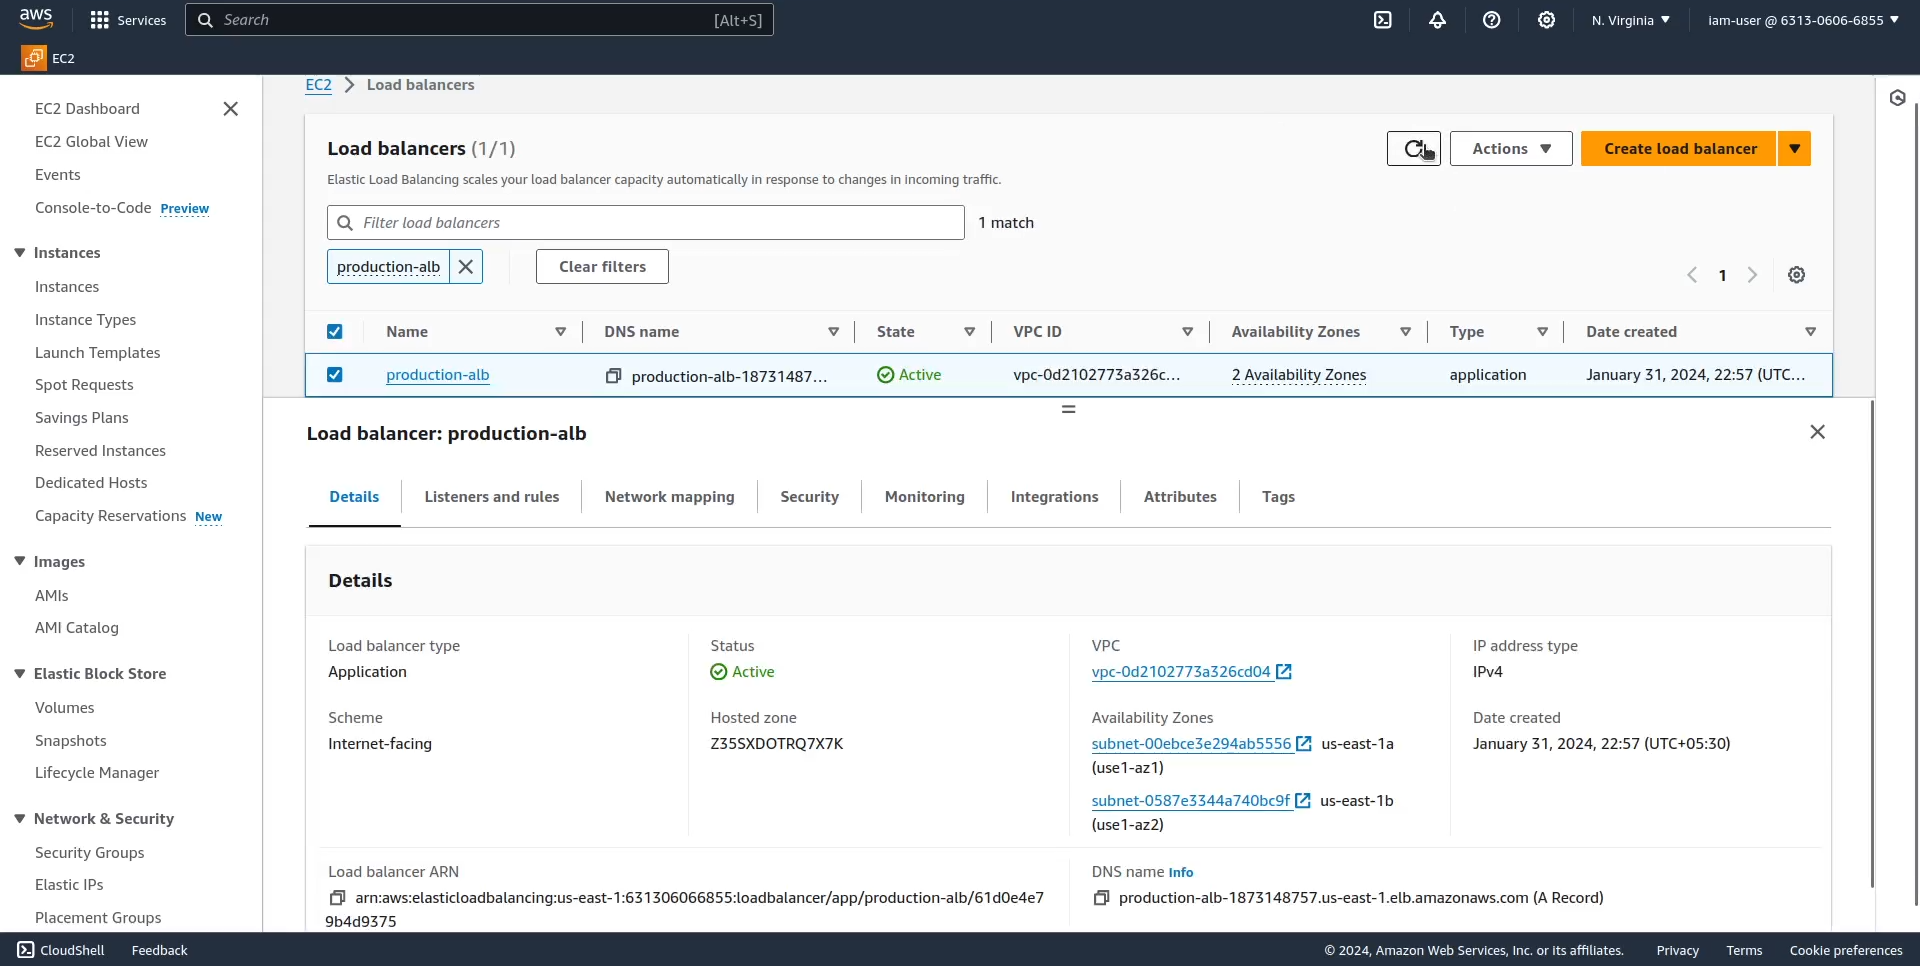 aws
Services
Search
[Alt+S]
N. Virginia
iam-user @ 6313-0606-6855
EC2
EC2 Dashboard
EC2 Global View
Events
Console-to-Code Preview
Instances
Instances
Instance Types
Launch Templates
Spot Requests
Savings Plans
Reserved Instances
Dedicated Hosts
Capacity Reservations New
Images
AMIs
AMI Catalog
Elastic Block Store
Volumes
Snapshots
Lifecycle Manager
Network & Security
Security Groups
Elastic IPs
Placement Groups
EC2 Load balancers
Load balancers (1/1)
Actions
Create load balancer
Elastic Load Balancing scales your load balancer capacity automatically in response to changes in incoming traffic.
Filter load balancers
1 match
production-alb
Clear filters
1
Name DNS name State VPC ID Availability Zones Type Date created
production-alb production-alb-18731487... Active vpc-0d2102773a326c... 2 Availability Zones application January 31, 2024, 22:57 (UTC...
Load balancer: production-alb
Details Listeners and rules Network mapping Security Monitoring Integrations Attributes Tags
Details
Load balancer type
Application
Status
Active
VPC
vpc-0d2102773a326cd04
IP address type
IPv4
Scheme
Internet-facing
Hosted zone
Z35SXDOTRQ7X7K
Availability Zones
subnet-00ebce3e294ab5556 us-east-1a
(use1-az1)
subnet-0587e3344a740bc9f us-east-1b
(use1-az2)
Date created
January 31, 2024, 22:57 (UTC+05:30)
Load balancer ARN
arn:aws:elasticloadbalancing:us-east-1:631306066855:loadbalancer/app/production-alb/61d0e4e7
9b4d9375
DNS name Info
production-alb-1873148757.us-east-1.elb.amazonaws.com (A Record)
CloudShell
Feedback
© 2024, Amazon Web Services, Inc. or its affiliates.
Privacy
Terms
Cookie preferences